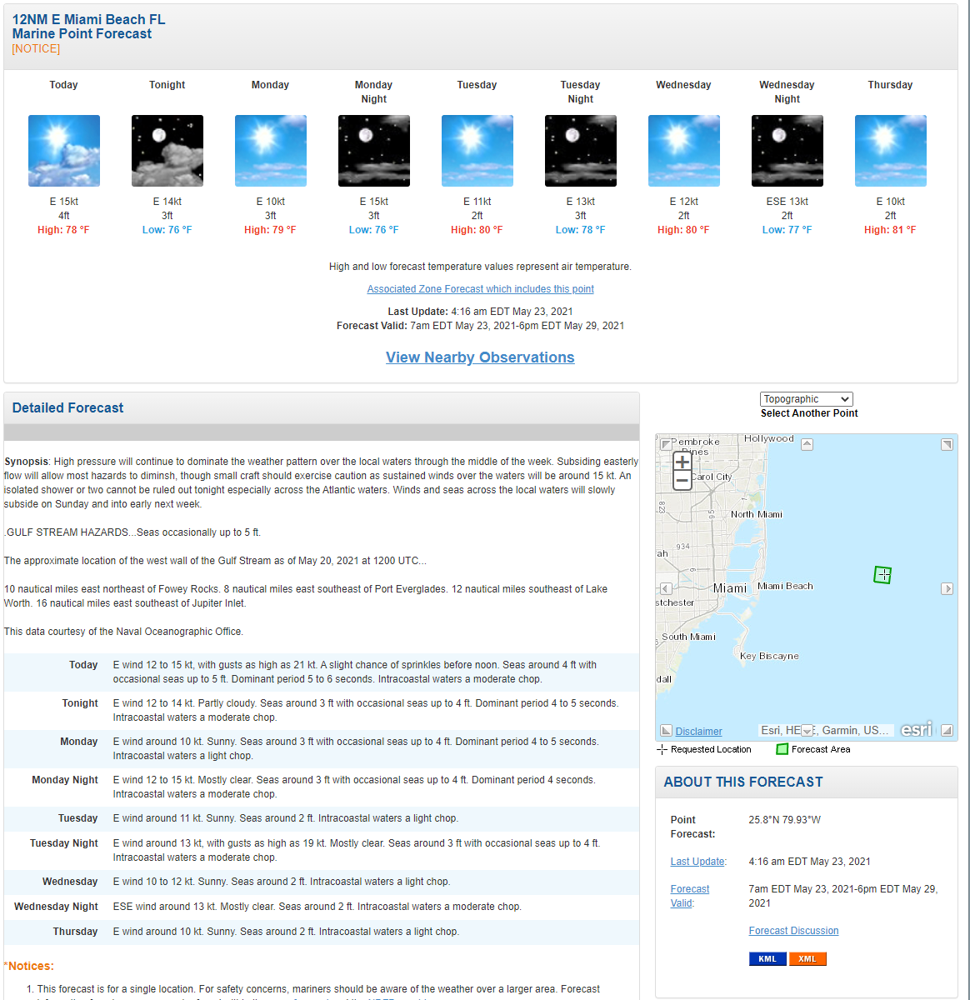 12NM E Miami Beach FL
Marine Point Forecast
[NOTICE]
Today Tonight Monday Monday Night Tuesday Tuesday Night Wednesday Wednesday Night Thursday
E 15kt E 14kt E 10kt E 15kt E 11kt E 13kt E 12kt ESE 13kt E 10kt
4ft 3ft 3ft 3ft 2ft 3ft 2ft 2ft 2ft
High: 78 °F Low: 76 °F High: 79 °F Low: 76 °F High: 80 °F Low: 78 °F High: 80 °F Low: 77 °F High: 81 °F
High and low forecast temperature values represent air temperature.
Associated Zone Forecast which includes this point
Last Update: 4:16 am EDT May 23, 2021
Forecast Valid: 7am EDT May 23, 2021-6pm EDT May 29, 2021
View Nearby Observations
Detailed Forecast
Synopsis: High pressure will continue to dominate the weather pattern over the local waters through the middle of the week. Subsiding easterly
flow will allow most hazards to diminsh, though small craft should exercise caution as sustained winds over the waters will be around 15 kt. An
isolated shower or two cannot be ruled out tonight especially across the Atlantic waters. Winds and seas across the local waters will slowly
subside on Sunday and into early next week.
.GULF STREAM HAZARDS...Seas occasionally up to 5 ft.
The approximate location of the west wall of the Gulf Stream as of May 20, 2021 at 1200 UTC...
10 nautical miles east northeast of Fowey Rocks. 8 nautical miles east southeast of Port Everglades. 12 nautical miles southeast of Lake
Worth. 16 nautical miles east southeast of Jupiter Inlet.
This data courtesy of the Naval Oceanographic Office.
Today E wind 12 to 15 kt, with gusts as high as 21 kt. A slight chance of sprinkles before noon. Seas around 4 ft with
occasional seas up to 5 ft. Dominant period 5 to 6 seconds. Intracoastal waters a moderate chop.
Tonight E wind 12 to 14 kt. Partly cloudy. Seas around 3 ft with occasional seas up to 4 ft. Dominant period 4 to 5 seconds.
Intracoastal waters a moderate chop.
Monday E wind around 10 kt. Sunny. Seas around 3 ft with occasional seas up to 4 ft. Dominant period 4 to 5 seconds.
Intracoastal waters a light chop.
Monday Night E wind 12 to 15 kt. Mostly clear. Seas around 3 ft with occasional seas up to 4 ft. Dominant period 4 seconds.
Intracoastal waters a moderate chop.
Tuesday E wind around 11 kt. Sunny. Seas around 2 ft. Intracoastal waters a light chop.
Tuesday Night E wind around 13 kt, with gusts as high as 19 kt. Mostly clear. Seas around 3 ft with occasional seas up to 4 ft.
Intracoastal waters a moderate chop.
Wednesday E wind 10 to 12 kt. Sunny. Seas around 2 ft. Intracoastal waters a light chop.
Wednesday Night ESE wind around 13 kt. Mostly clear. Seas around 2 ft. Intracoastal waters a moderate chop.
Thursday E wind around 10 kt. Sunny. Seas around 2 ft. Intracoastal waters a light chop.
*Notices:
1. This forecast is for a single location. For safety concerns, mariners should be aware of the weather over a larger area. Forecast
Topographic
Select Another Point
Hollywood
Pembroke
Pines
Carol City
823
95
North Miami
934
ah
9
Miami
Miami Beach
stchester
South Miami
Key Biscayne
dall
Disclaimer
Esri, HE E, Garmin, US...
esri
Requested Location
Forecast Area
ABOUT THIS FORECAST
Point
Forecast: 25.8°N 79.93°W
Last Update: 4:16 am EDT May 23, 2021
Forecast
Valid: 7am EDT May 23, 2021-6pm EDT May 29,
2021
Forecast Discussion
KML XML